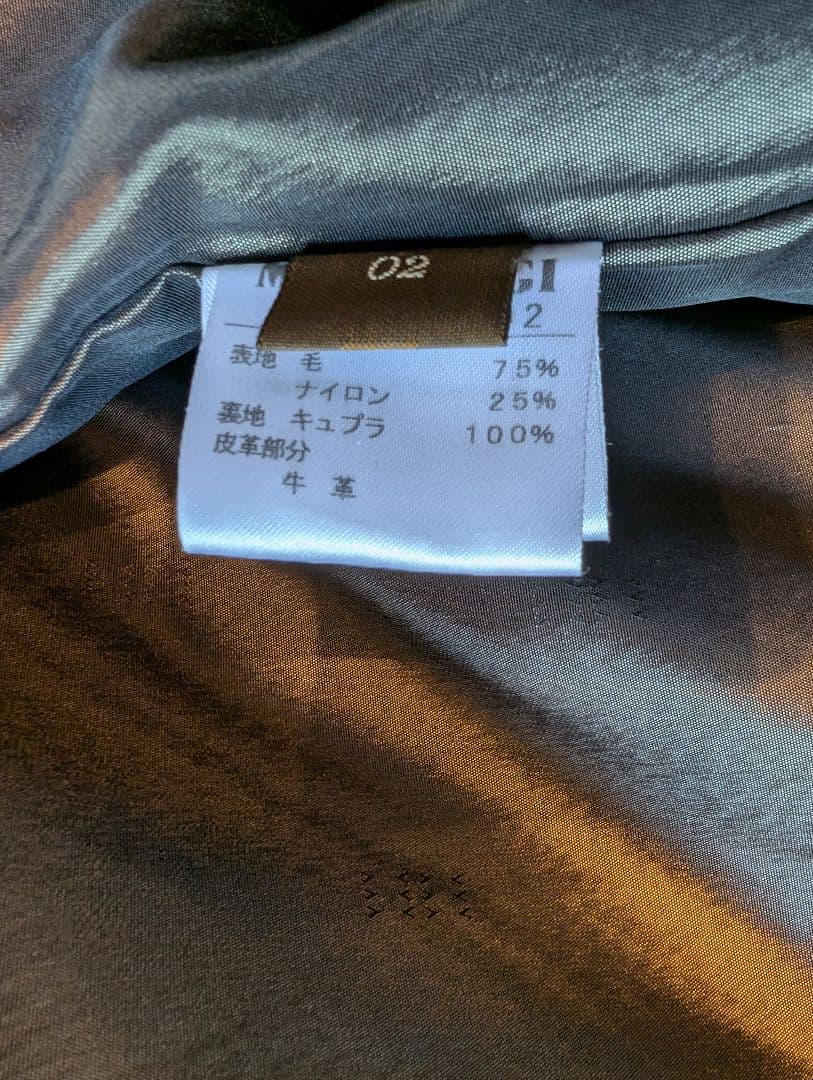 02
2
表地 毛 75%
ナイロン 25%
裏地 キュプラ 100%
皮革部分
牛 革